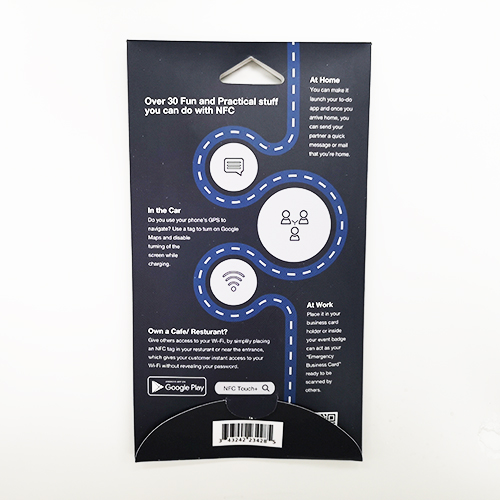 Over 30 Fun and Practical stuff
you can do with NFC
At Home
You can make it
launch your to-do
app and once you
arrive home, you
can send your
partner a quick
message or mail
that you're home.
In the Car
Do you use your phone's GPS to
navigate? Use a tag to turn on Google
Maps and disable
turning of the
screen while
charging.
At Work
Place it in your
business card
holder or inside
your event badge
can act as your
"Emergency
Business Card"
ready to be
scanned by
others.
Own a Cafe/ Resturant?
Give others access to your Wi-Fi, by simplily placing
an NFC tag in your resturant or near the entrance,
which gives your customer instant access to your
Wi-Fi without revealing your password.
Google Play
NFC Touch+
3 43242 23428 5